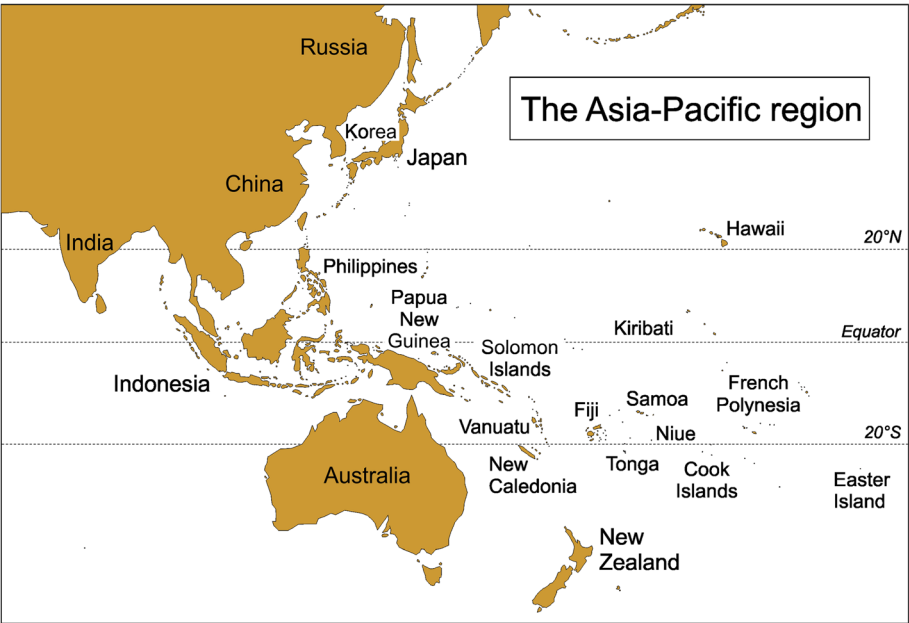 Russia
The Asia-Pacific region
Korea
Japan
China
India
Hawaii
20°N
Philippines
Papua
New
Guinea
Kiribati
Equator
Solomon
Islands
Indonesia
French
Polynesia
Samoa
Fiji
Vanuatu
Niue
20°S
New
Caledonia
Tonga
Cook
Islands
Australia
Easter
Island
New
Zealand